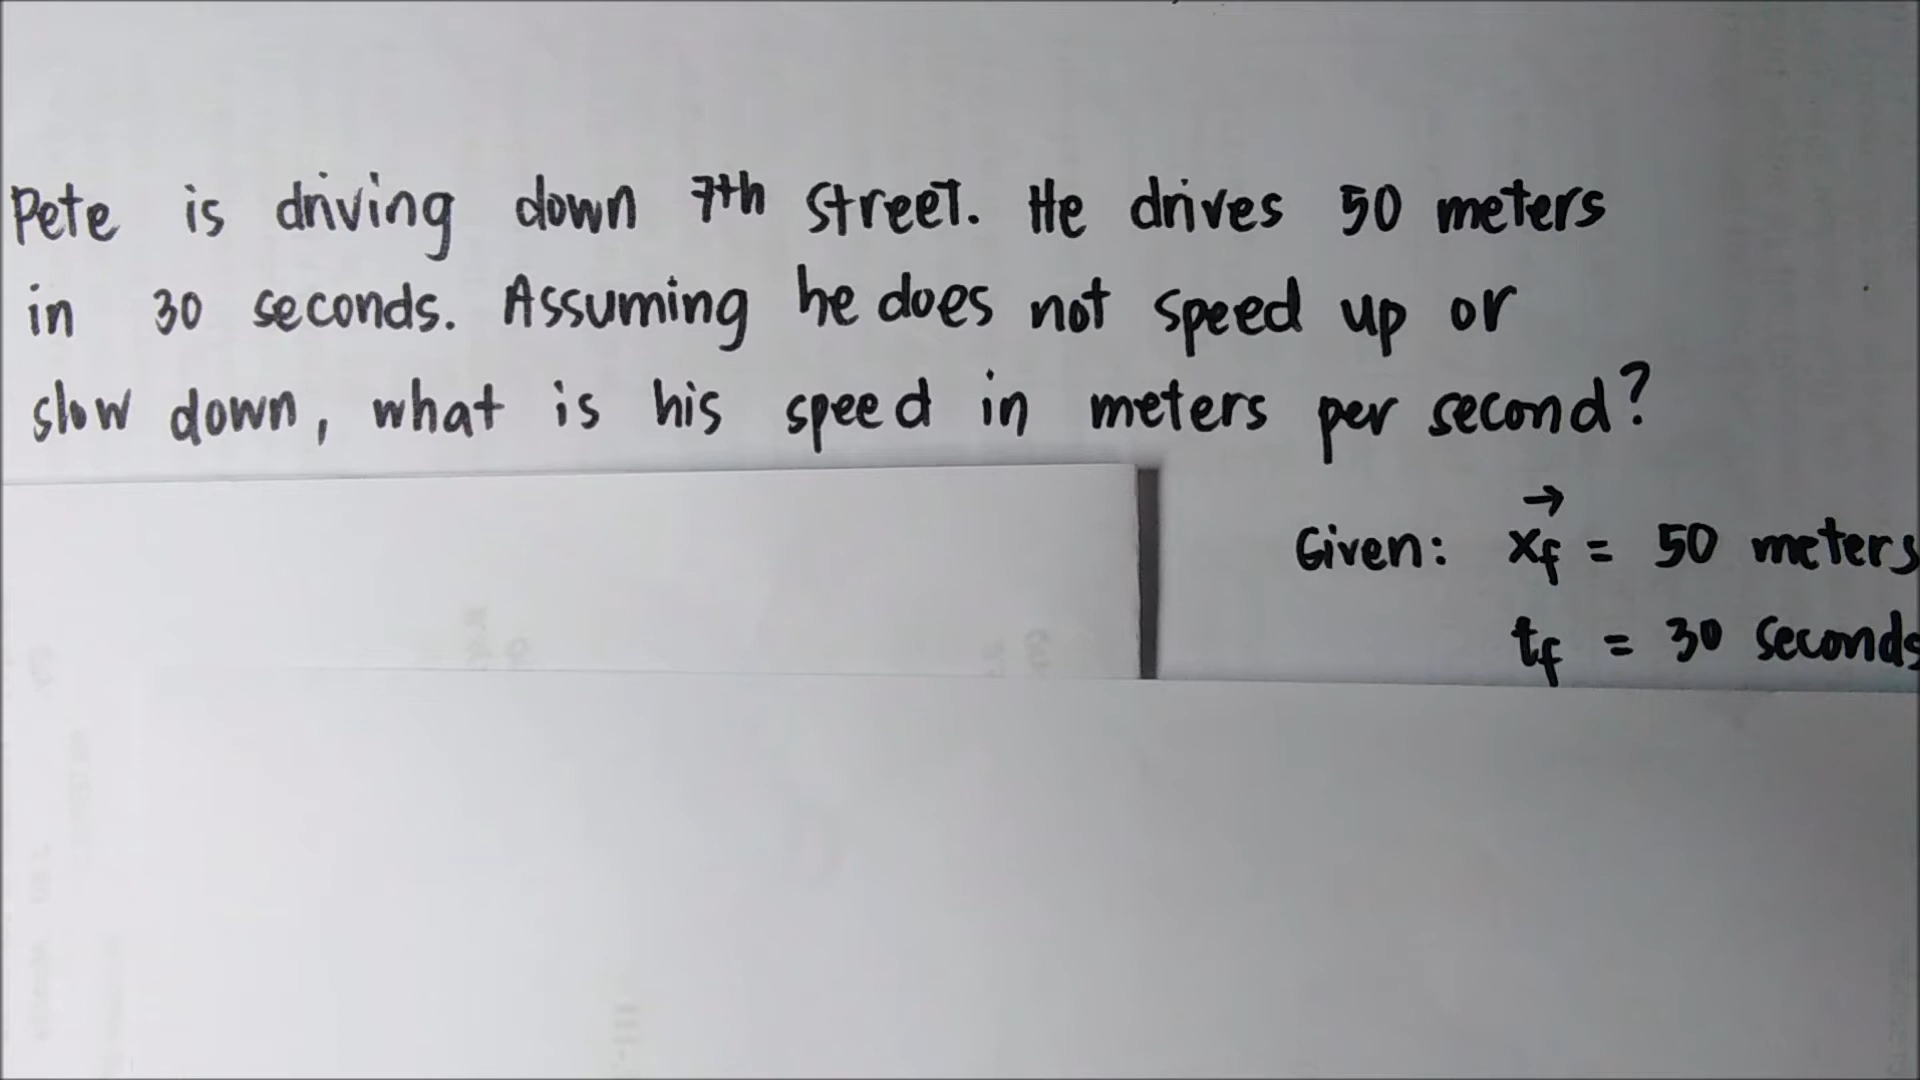 Pete is driving down 7th street. He drives 50 meters
in 30 seconds. Assuming he does not speed up or
slow down, what is his speed in meters per second?
Given: x⃗f = 50 meters
tf = 30 seconds